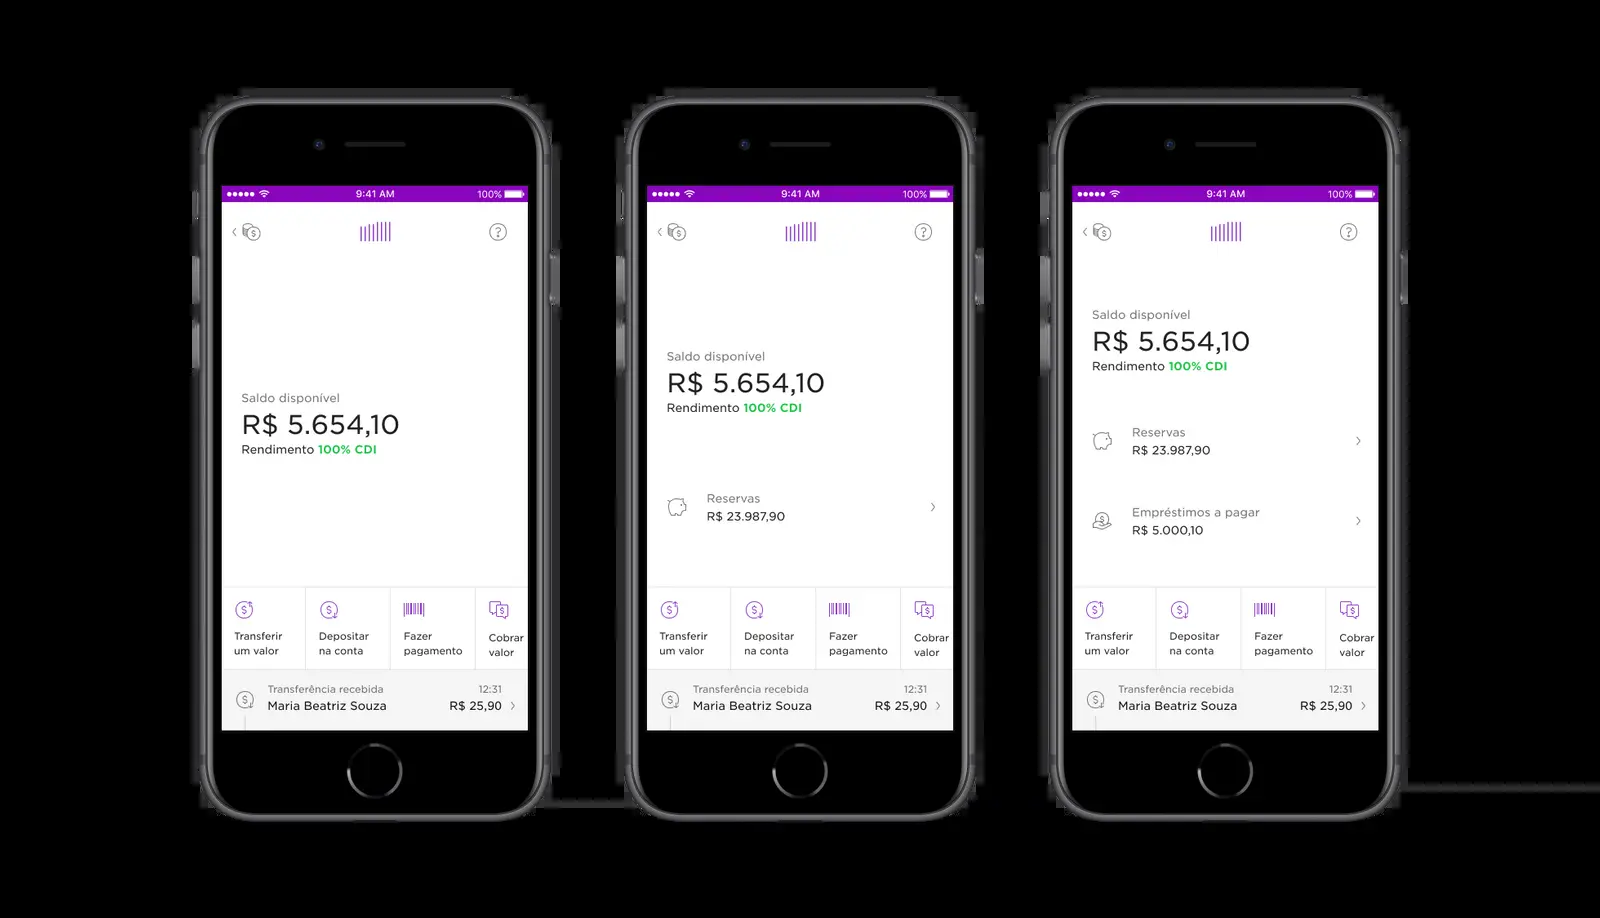 9:41 AM
100%
?
Saldo disponível
R$ 5.654,10
Rendimento 100% CDI
Transferir
um valor
Depositar
na conta
Fazer
pagamento
Cobrar
valor
Transferência recebida
12:31
Maria Beatriz Souza
R$ 25,90
9:41 AM
100%
?
Saldo disponível
R$ 5.654,10
Rendimento 100% CDI
Reservas
R$ 23.987,90
Transferir
um valor
Depositar
na conta
Fazer
pagamento
Cobrar
valor
Transferência recebida
12:31
Maria Beatriz Souza
R$ 25,90
9:41 AM
100%
?
Saldo disponível
R$ 5.654,10
Rendimento 100% CDI
Reservas
R$ 23.987,90
Empréstimos a pagar
R$ 5.000,10
Transferir
um valor
Depositar
na conta
Fazer
pagamento
Cobrar
valor
Transferência recebida
12:31
Maria Beatriz Souza
R$ 25,90